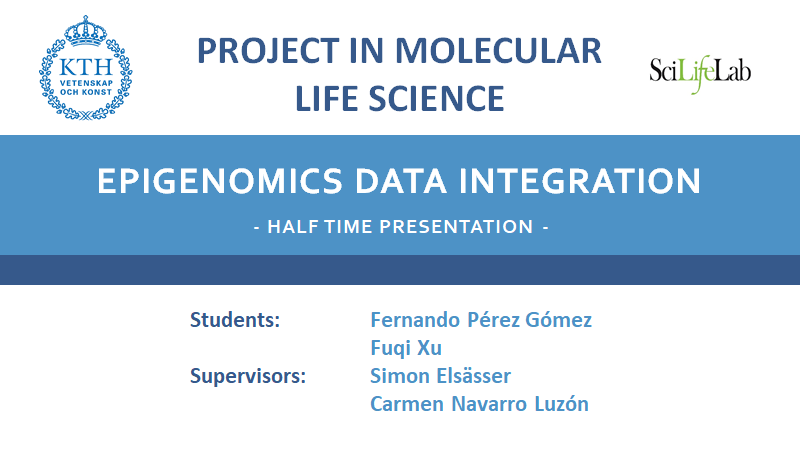 KTH
VETENSKAP
OCH KONST
PROJECT IN MOLECULAR
LIFE SCIENCE
SciLifeLab
EPIGENOMICS DATA INTEGRATION
- HALF TIME PRESENTATION -
Students: Fernando Pérez Gómez
Fuqi Xu
Supervisors: Simon Elsässer
Carmen Navarro Luzón